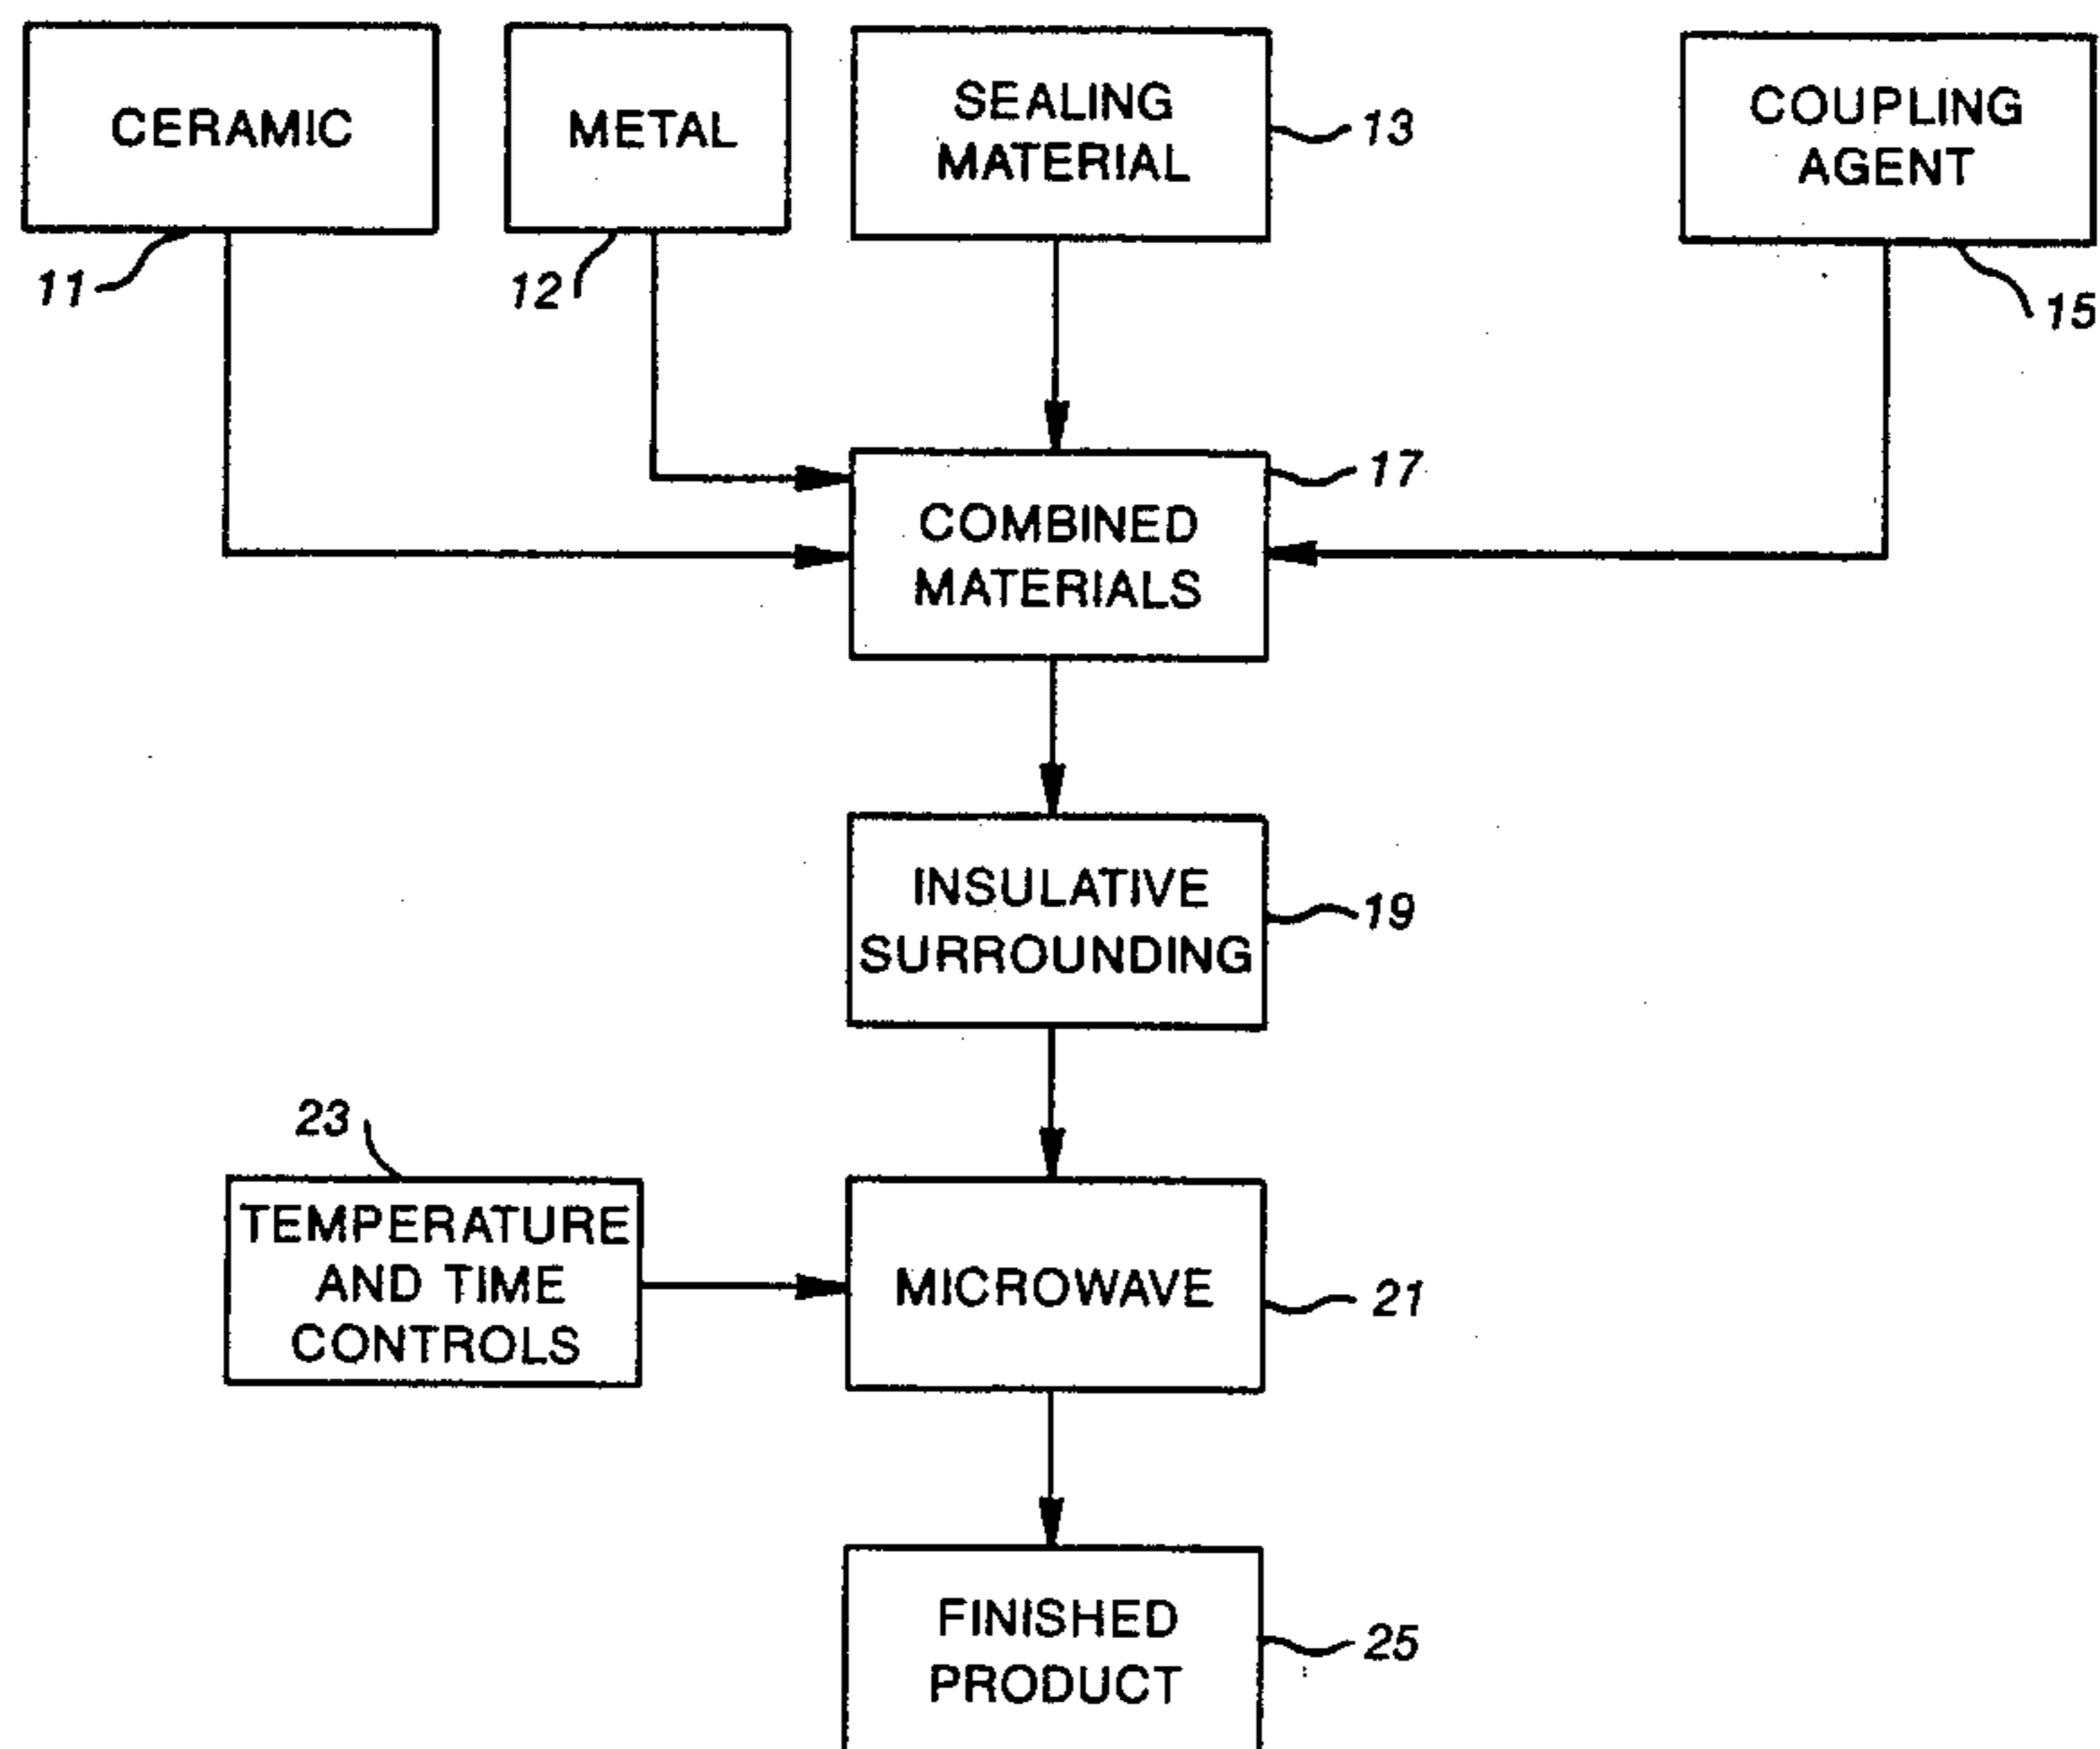 CERAMIC
11
METAL
12
SEALING
MATERIAL
13
COUPLING
AGENT
15
COMBINED
MATERIALS
17
INSULATIVE
SURROUNDING
19
23
TEMPERATURE
AND TIME
CONTROLS
MICROWAVE
21
FINISHED
PRODUCT
25